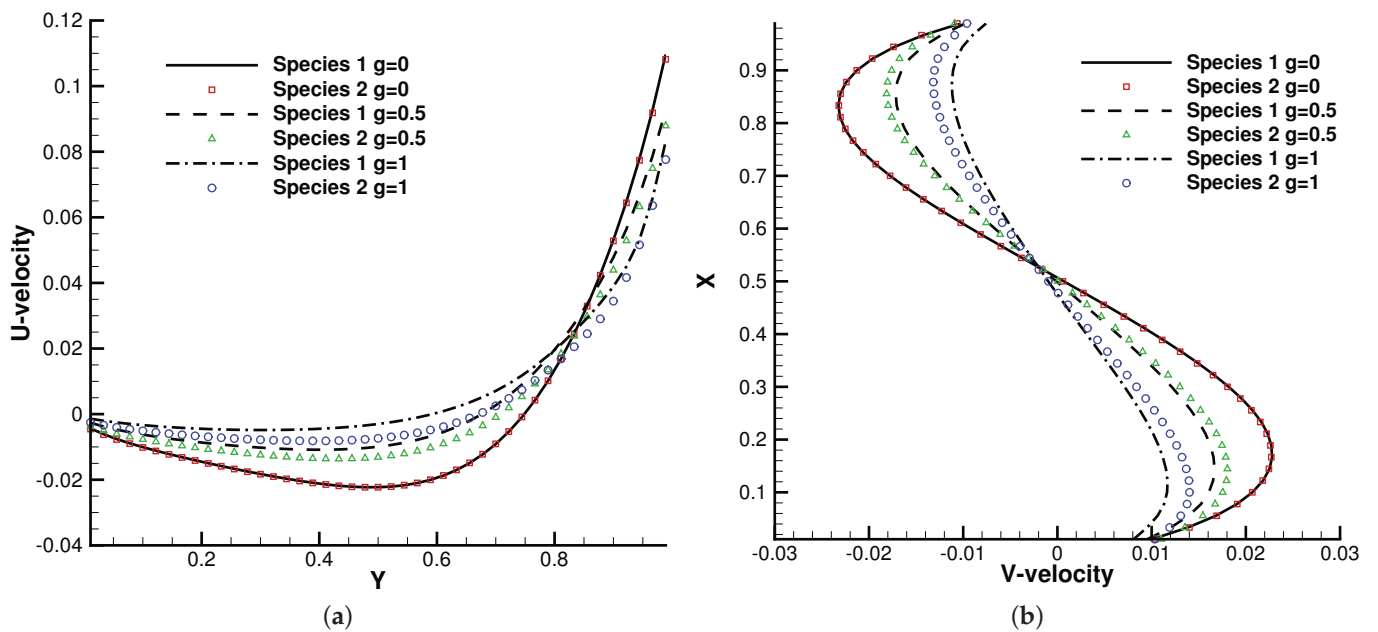 0.12
0.1
0.08
0.06
0.04
0.02
0
-0.02
-0.04
0.2
0.4
0.6
0.8
U-velocity
Y
Species 1 g=0
Species 2 g=0
Species 1 g=0.5
Species 2 g=0.5
Species 1 g=1
Species 2 g=1
(a)
0.9
0.8
0.7
0.6
0.5
0.4
0.3
0.2
0.1
-0.03
-0.02
-0.01
0
0.01
0.02
0.03
X
V-velocity
Species 1 g=0
Species 2 g=0
Species 1 g=0.5
Species 2 g=0.5
Species 1 g=1
Species 2 g=1
(b)